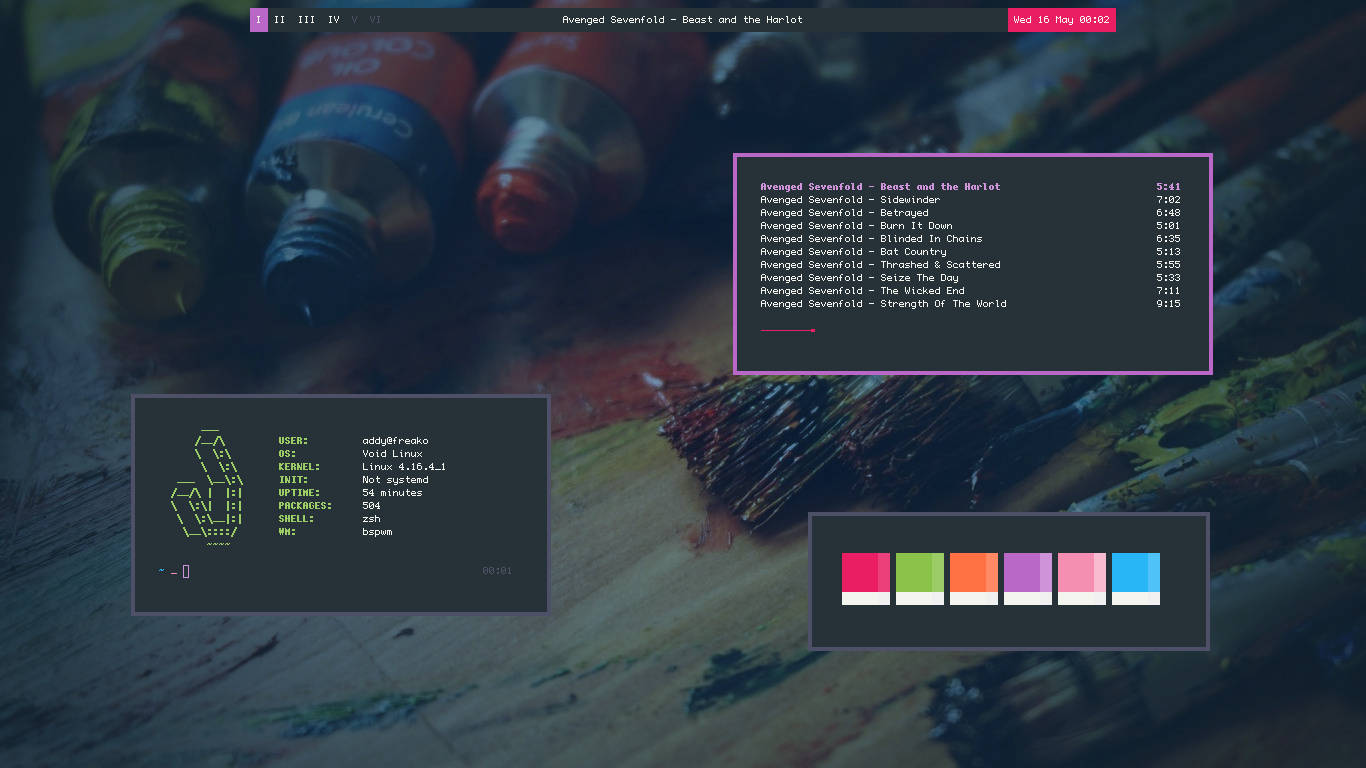 I II III IV V VI
Avenged Sevenfold - Beast and the Harlot
Wed 16 May 00:02
OIL
COLOUR
Cerulean
Avenged Sevenfold - Beast and the Harlot 5:41
Avenged Sevenfold - Sidewinder 7:02
Avenged Sevenfold - Betrayed 6:48
Avenged Sevenfold - Burn It Down 5:01
Avenged Sevenfold - Blinded In Chains 6:35
Avenged Sevenfold - Bat Country 5:13
Avenged Sevenfold - Thrashed & Scattered 5:55
Avenged Sevenfold - Seize The Day 5:33
Avenged Sevenfold - The Wicked End 7:11
Avenged Sevenfold - Strength Of The World 9:15
USER: addy@freako
OS: Void Linux
KERNEL: Linux 4.16.4_1
INIT: Not systemd
UPTIME: 54 minutes
PACKAGES: 504
SHELL: zsh
WM: bspwm
~ _ 00:01